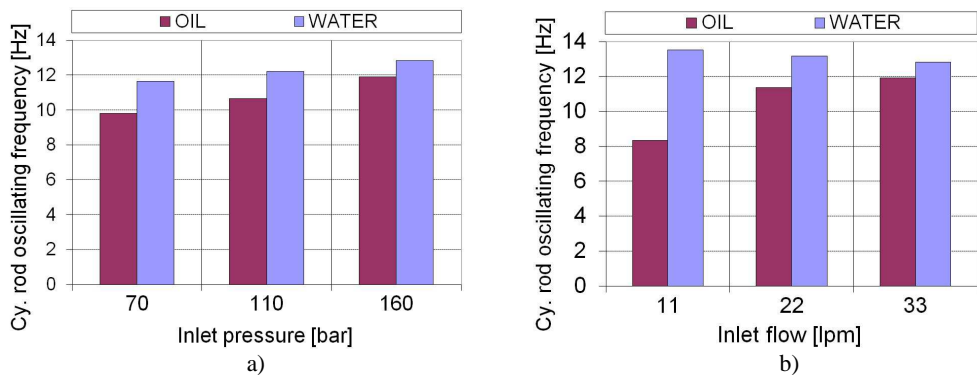 OIL WATER
Cy. rod oscillating frequency [Hz]
14
12
10
8
6
4
2
0
70 110 160
Inlet pressure [bar]
a)
OIL WATER
Cy. rod oscillating frequency [Hz]
14
12
10
8
6
4
2
0
11 22 33
Inlet flow [lpm]
b)